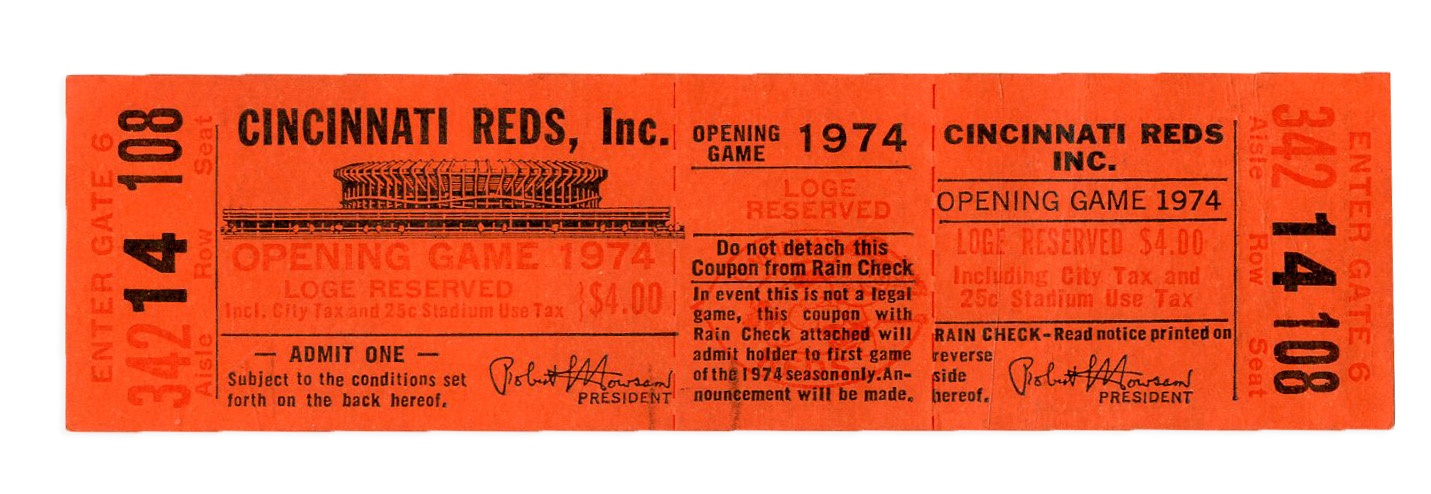 ENTER GATE 6
342 14 108
Aisle Row Seat
CINCINNATI REDS, Inc.
OPENING GAME 1974
LOGE RESERVED
Incl. City Tax and 25c Stadium Use Tax
$4.00
— ADMIT ONE —
Subject to the conditions set
forth on the back hereof.
Robert L Howsam
PRESIDENT
OPENING
GAME
1974
LOGE
RESERVED
Do not detach this
Coupon from Rain Check
In event this is not a legal
game, this coupon with
Rain Check attached will
admit holder to first game
of the 1974 season only. An-
nouncement will be made.
CINCINNATI REDS
INC.
OPENING GAME 1974
LOGE RESERVED $4.00
Including City Tax and
25c Stadium Use Tax
RAIN CHECK-Read notice printed on
reverse
side
hereof.
Robert L Howsam
PRESIDENT
Aisle Row Seat
342 14 108
ENTER GATE 6